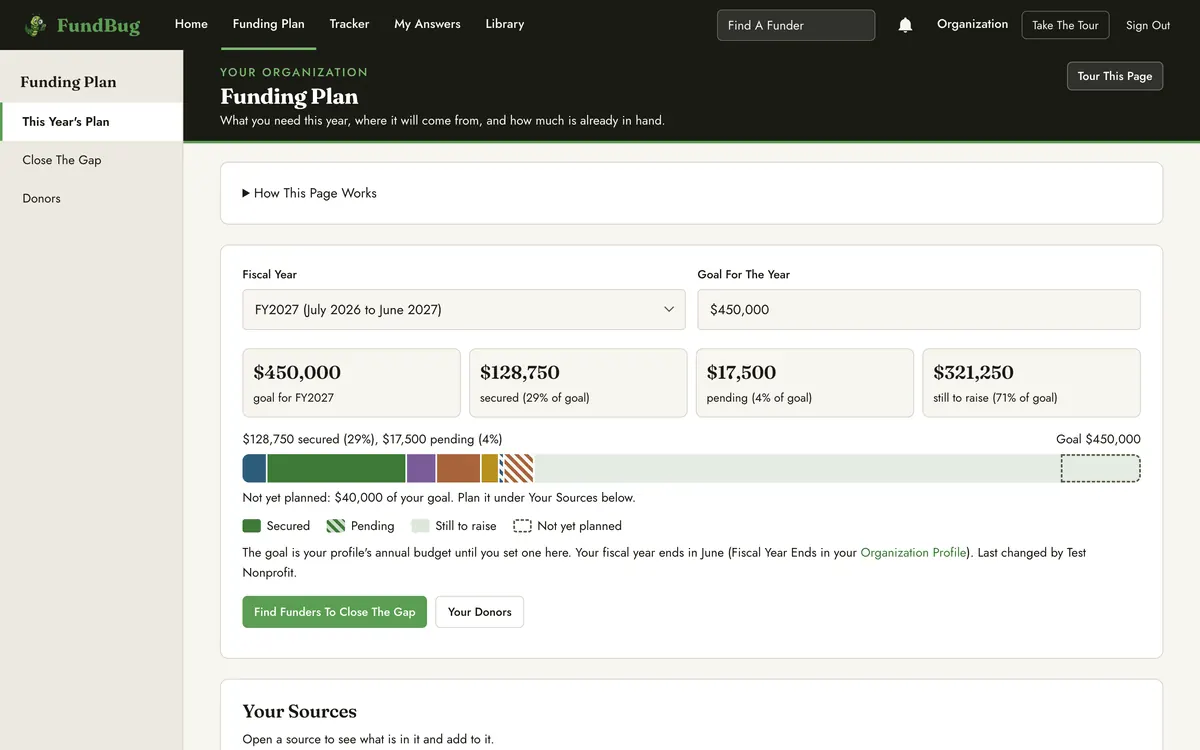 FundBug
Home
Funding Plan
Tracker
My Answers
Library
Find A Funder
Organization
Take The Tour
Sign Out
Funding Plan
This Year's Plan
Close The Gap
Donors
YOUR ORGANIZATION
Funding Plan
What you need this year, where it will come from, and how much is already in hand.
Tour This Page
How This Page Works
Fiscal Year
FY2027 (July 2026 to June 2027)
Goal For The Year
$450,000
$450,000
goal for FY2027
$128,750
secured (29% of goal)
$17,500
pending (4% of goal)
$321,250
still to raise (71% of goal)
$128,750 secured (29%), $17,500 pending (4%)
Goal $450,000
Not yet planned: $40,000 of your goal. Plan it under Your Sources below.
Secured
Pending
Still to raise
Not yet planned
The goal is your profile's annual budget until you set one here. Your fiscal year ends in June (Fiscal Year Ends in your Organization Profile). Last changed by Test
Nonprofit.
Find Funders To Close The Gap
Your Donors
Your Sources
Open a source to see what is in it and add to it.